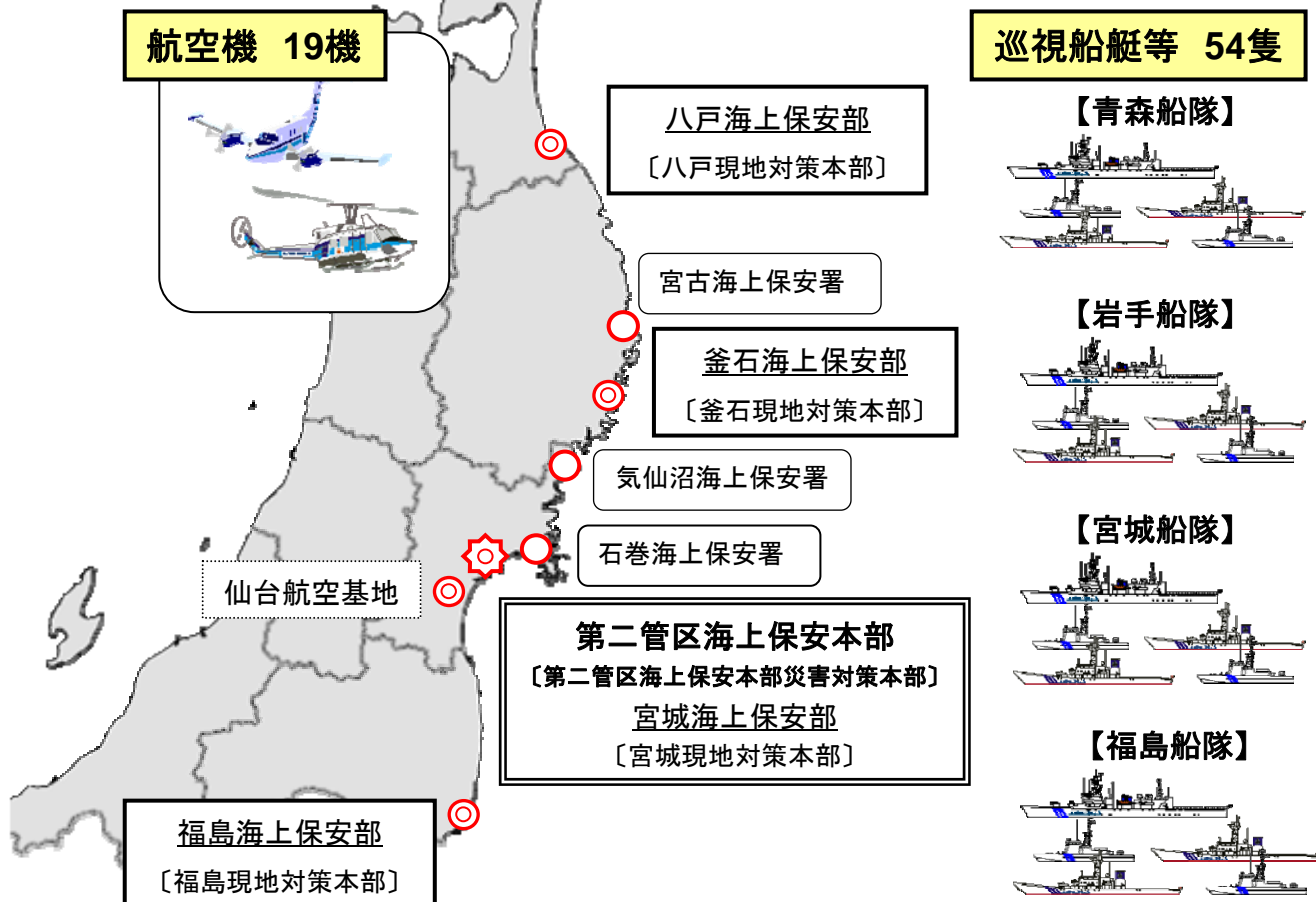 航空機 19機
巡視船艇等 54隻
八戸海上保安部
〔八戸現地対策本部〕
宮古海上保安署
釜石海上保安部
〔釜石現地対策本部〕
気仙沼海上保安署
石巻海上保安署
仙台航空基地
第二管区海上保安本部
〔第二管区海上保安本部災害対策本部〕
宮城海上保安部
〔宮城現地対策本部〕
福島海上保安部
〔福島現地対策本部〕
【青森船隊】
【岩手船隊】
【宮城船隊】
【福島船隊】